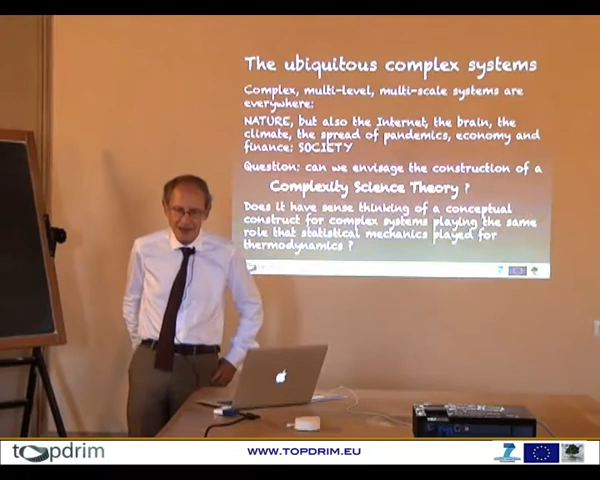 The ubiquitous complex systems
Complex, multi-level, multi-scale systems are
everywhere:
NATURE, but also the Internet, the brain, the
climate, the spread of pandemics, economy and
finance: SOCIETY
Question: can we envisage the construction of a
Complexity Science Theory ?
Does it have sense thinking of a conceptual
construct for complex systems playing the same
role that statistical mechanics played for
thermodynamics ?
topdrim
WWW.TOPDRIM.EU